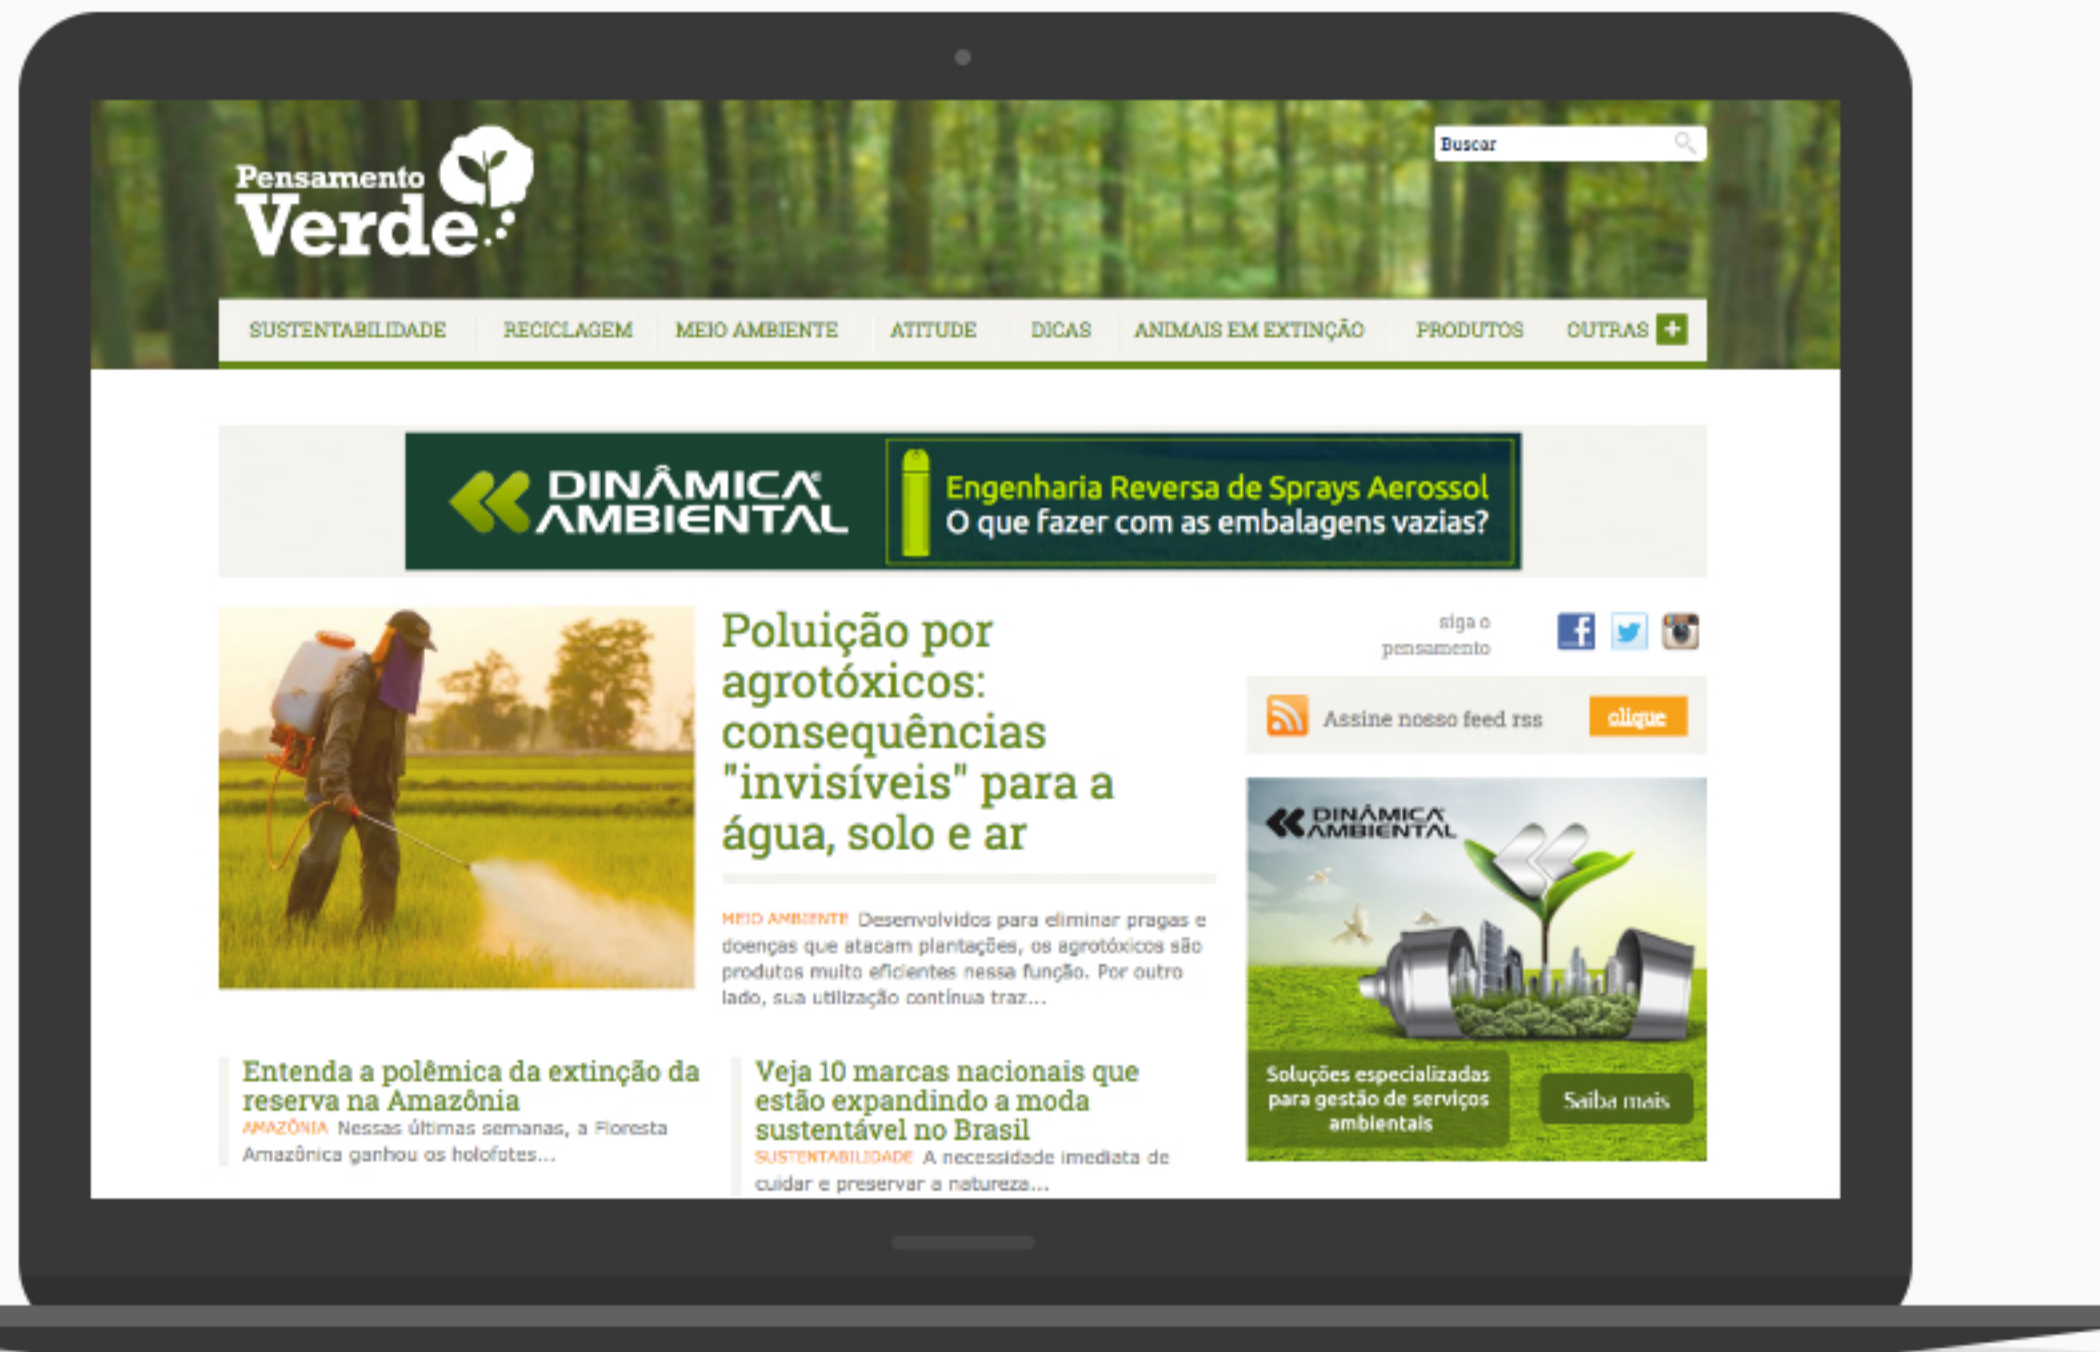 Pensamento
Verde
Buscar
SUSTENTABILIDADE RECICLAGEM MEIO AMBIENTE ATITUDE DICAS ANIMAIS EM EXTINÇÃO PRODUTOS OUTRAS +
DINÂMICA
AMBIENTAL
Engenharia Reversa de Sprays Aerossol
O que fazer com as embalagens vazias?
Poluição por
agrotóxicos:
consequências
"invisíveis" para a
água, solo e ar
MEIO AMBIENTE Desenvolvidos para eliminar pragas e
doenças que atacam plantações, os agrotóxicos são
produtos muito eficientes nessa função. Por outro
lado, sua utilização contínua traz...
siga o
pensamento
Assine nosso feed rss
clique
DINÂMICA
AMBIENTAL
Soluções especializadas
para gestão de serviços
ambientais
Saiba mais
Entenda a polêmica da extinção da
reserva na Amazônia
AMAZÔNIA Nessas últimas semanas, a Floresta
Amazônica ganhou os holofotes...
Veja 10 marcas nacionais que
estão expandindo a moda
sustentável no Brasil
SUSTENTABILIDADE A necessidade imediata de
cuidar e preservar a natureza...